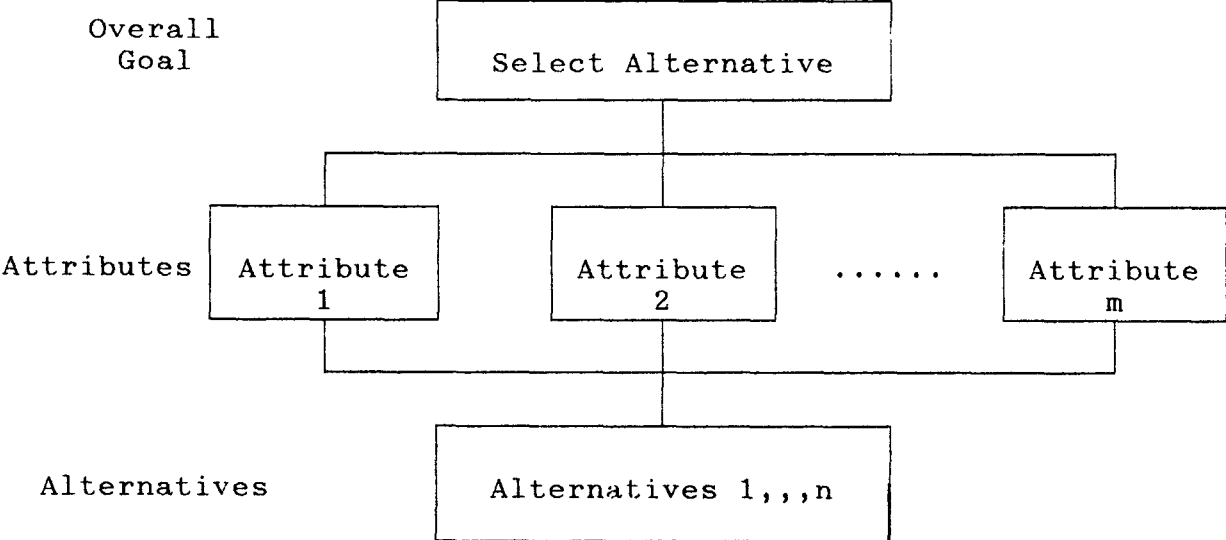 Overall
Goal
Select Alternative
Attributes
Attribute
1
Attribute
2
......
Attribute
m
Alternatives
Alternatives 1,,,n